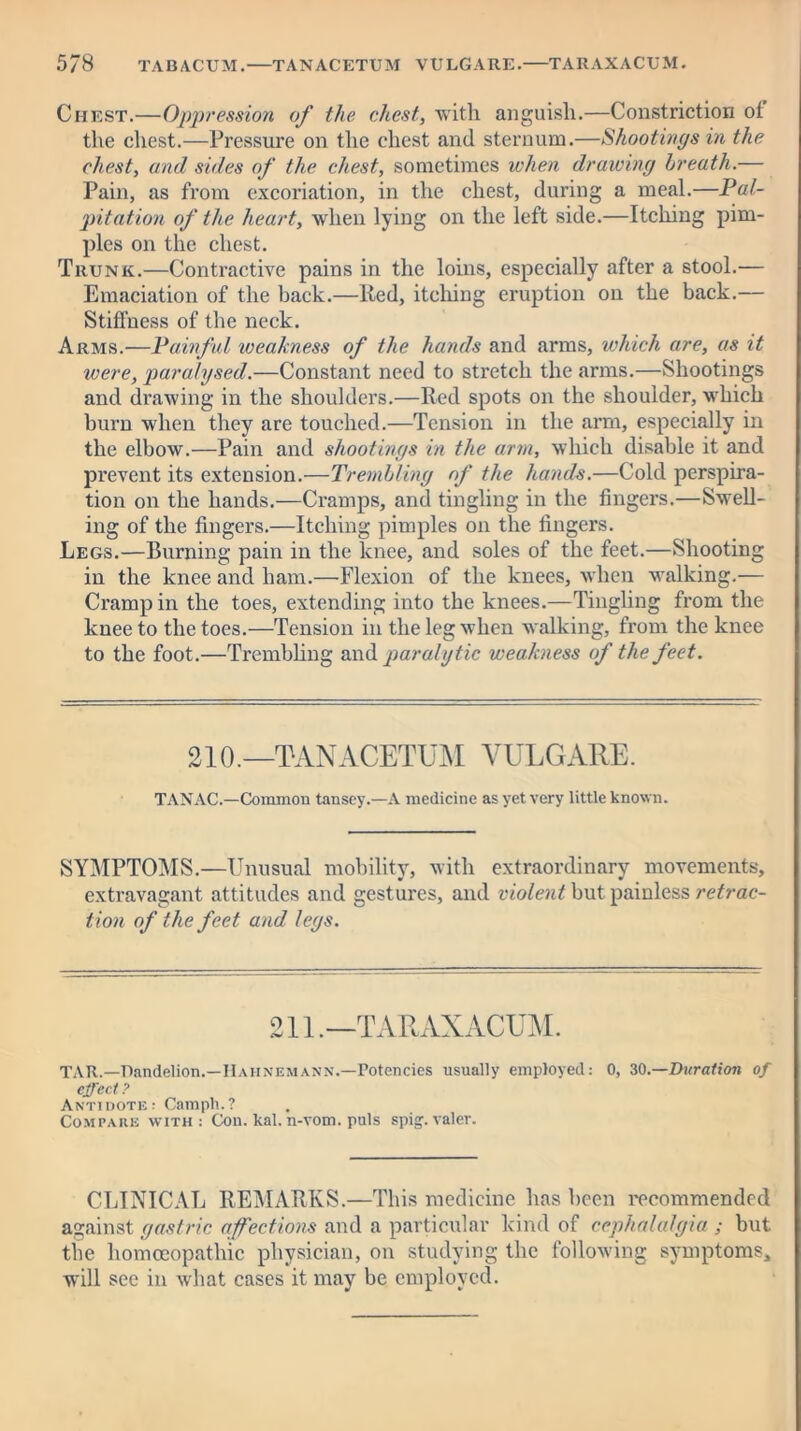 578 TABACUM.—TANACETUM VULGARE.—TARAXACUM.
Chest.—Oppression of the chest, with anguish.—Constriction of
the chest.—Pressure on the chest and sternum.—Shootings in the
chest, and sides of the chest, sometimes when drawing breath.—
Pain, as from excoriation, in the chest, during a meal.—Pal-
pitation of the heart, when lying on the left side.—Itching pim-
ples on the chest.
Trunk.—Contractive pains in the loins, especially after a stool.—
Emaciation of the back.—Red, itching eruption on the back.—
Stiffness of the neck.
Arms.—Painful weakness of the hands and arms, which are, as it
were, paralysed.—Constant need to stretch the arms.—Shootings
and drawing in the shoulders.—Red spots on the shoulder, which
burn when they are touched.—Tension in the arm, especially in
the elbow.—Pain and shootings in the arm, which disable it and
prevent its extension.—Trembling of the hands.—Cold perspira-
tion on the hands.—Cramps, and tingling in the fingers.—Swell-
ing of the fingers.—Itching pimples on the fingers.
Legs.—Burning pain in the knee, and soles of the feet.—Shooting
in the knee and ham.—Flexion of the knees, when walking.—
Cramp in the toes, extending into the knees.—Tingling from the
knee to the toes.—Tension in the leg when walking, from the knee
to the foot.—Trembling and paralytic weakness of the feet.
210.—TANACETUM VULGARE.
TANAC.—Common tansey.—A medicine as yet very little known.
SYMPTOMS.—Unusual mobility, with extraordinary movements,
extravagant attitudes and gestures, and violent but painless retrac-
tion of the feet and legs.
211.—TARAXACUM.
TAR.—Dandelion.—Hahnemann.—Potencies usually employed: 0, 30.—Duration of
effect?
Antidote: Camph.?
Compare with: Con. kal. n-vom. puls spig. valer.
CLINICAL REMARKS.—This medicine has been recommended
against gastric affections and a particular kind of cephalalgia; but
the homœopathic physician, on studying the following symptoms,
will see in what cases it may be employed.